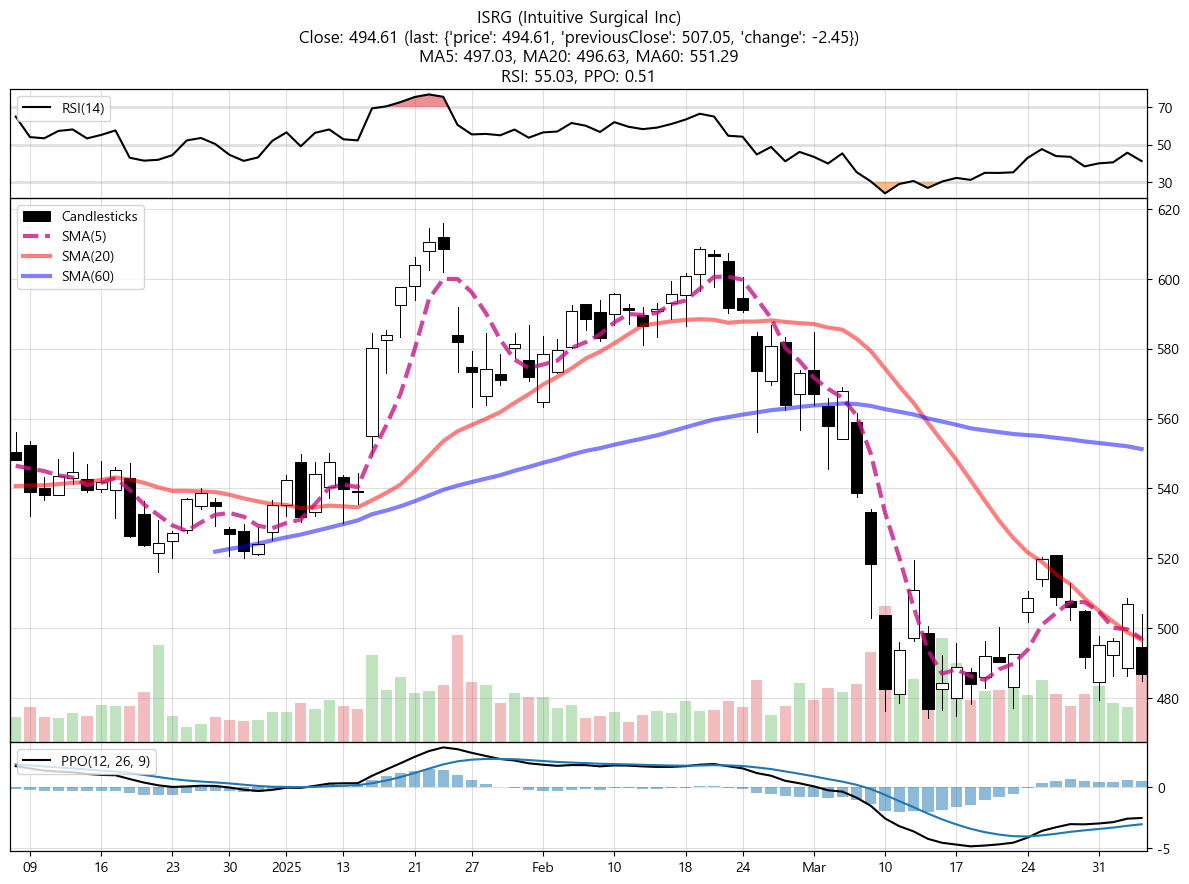 ISRG (Intuitive Surgical Inc)
Close: 494.61 (last: {'price': 494.61, 'previousClose': 507.05, 'change': -2.45})
MA5: 497.03, MA20: 496.63, MA60: 551.29
RSI: 55.03, PPO: 0.51
RSI(14)
70
50
30
Candlesticks
SMA(5)
SMA(20)
SMA(60)
620
600
580
560
540
520
500
480
PPO(12, 26, 9)
0
-5
09 16 23 30 2025 13 21 27 Feb 10 18 24 Mar 10 17 24 31